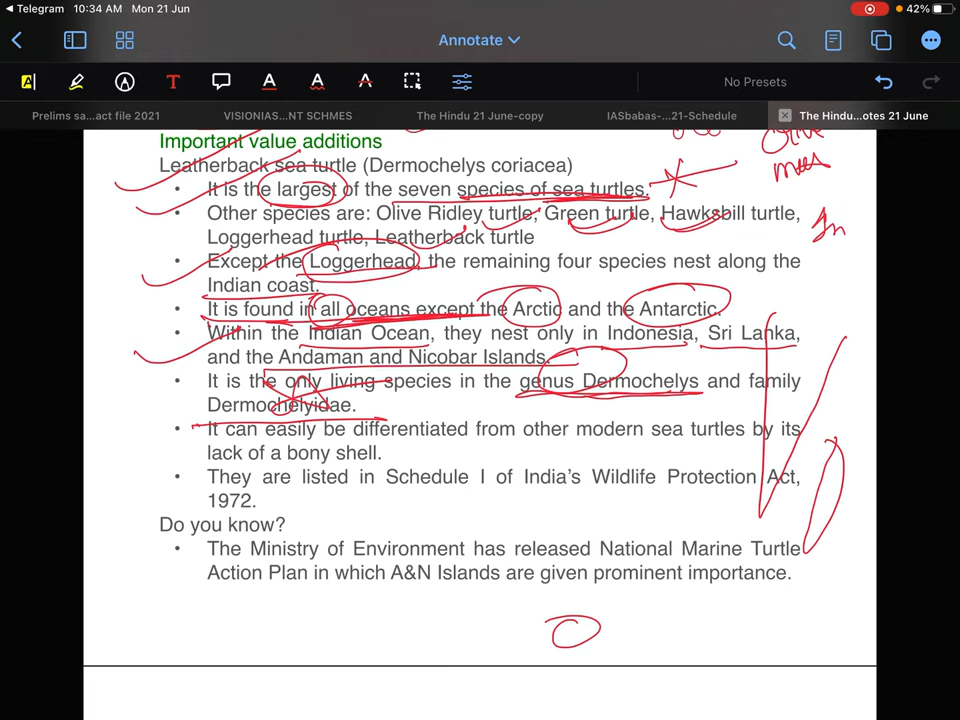 Telegram 10:34 AM Mon 21 Jun 42%
Annotate
A T A A A No Presets
Prelims sa...act file 2021 VISIONIAS...NT SCHMES The Hindu 21 June-copy IASbabas-...21-Schedule The Hindu...otes 21 June
Important value additions
Olive
Leatherback sea turtle (Dermochelys coriacea)
• It is the largest of the seven species of sea turtles.
• Other species are: Olive Ridley turtle, Green turtle, Hawksbill turtle,
Loggerhead turtle, Leatherback turtle
• Except the Loggerhead, the remaining four species nest along the
Indian coast.
• It is found in all oceans except the Arctic and the Antarctic.
• Within the Indian Ocean, they nest only in Indonesia, Sri Lanka,
and the Andaman and Nicobar Islands.
• It is the only living species in the genus Dermochelys and family
Dermochelyidae.
• It can easily be differentiated from other modern sea turtles by its
lack of a bony shell.
• They are listed in Schedule I of India's Wildlife Protection Act,
1972.
Do you know?
• The Ministry of Environment has released National Marine Turtle
Action Plan in which A&N Islands are given prominent importance.